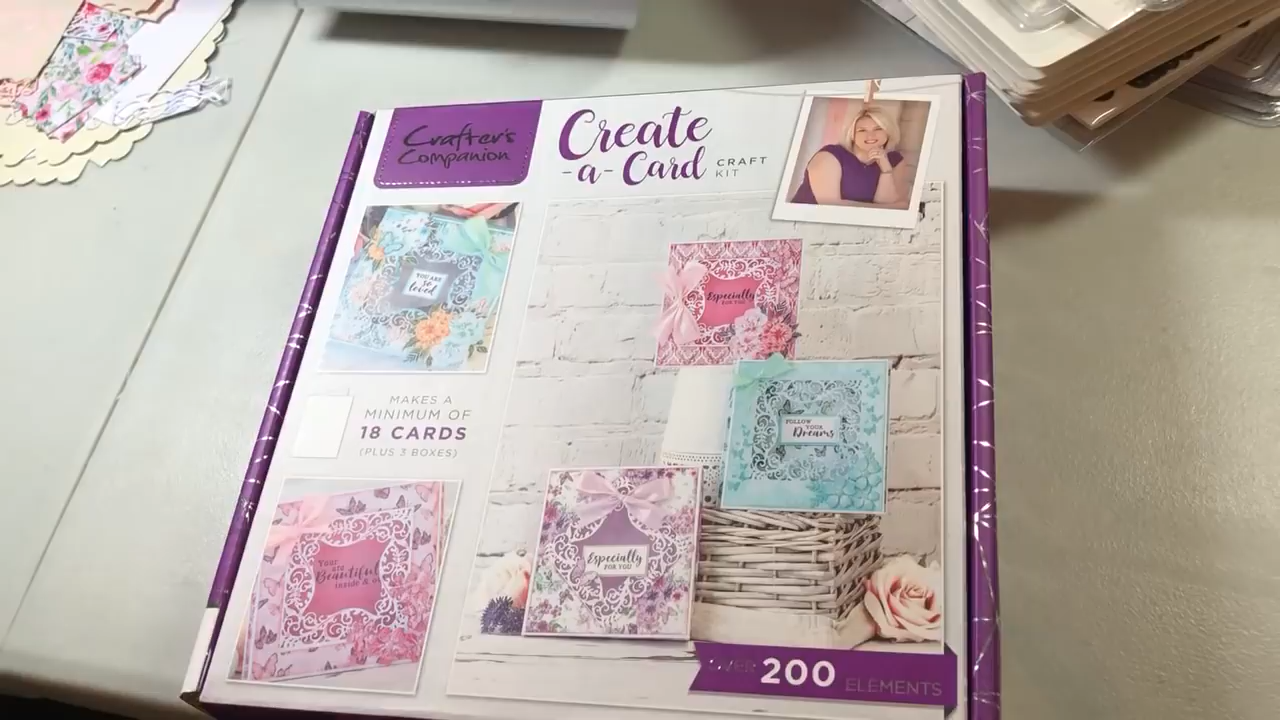 Crafter's
Companion
Create
-a- Card
CRAFT
KIT
YOU ARE
so
loved
Especially
FOR YOU
MAKES A
MINIMUM OF
18 CARDS
(PLUS 3 BOXES)
FOLLOW
YOUR
Dreams
Your
are
Beautiful
inside &
Especially
FOR YOU
OVER 200 ELEMENTS